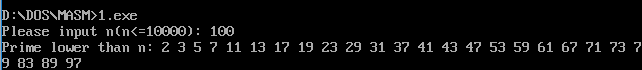 D:\DOS\MASM>1.exe
Please input n(n<=10000): 100
Prime lower than n: 2 3 5 7 11 13 17 19 23 29 31 37 41 43 47 53 59 61 67 71 73 7
9 83 89 97